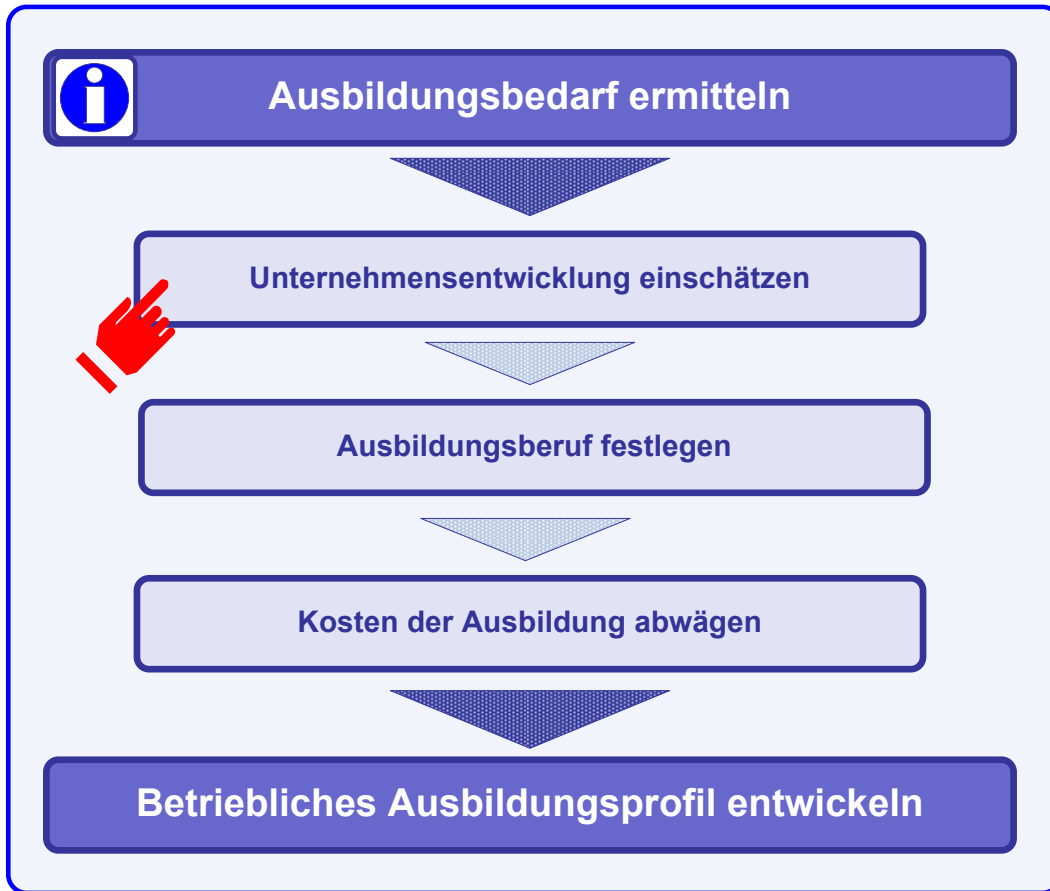 Ausbildungsbedarf ermitteln
Unternehmensentwicklung einschätzen
Ausbildungsberuf festlegen
Kosten der Ausbildung abwägen
Betriebliches Ausbildungsprofil entwickeln